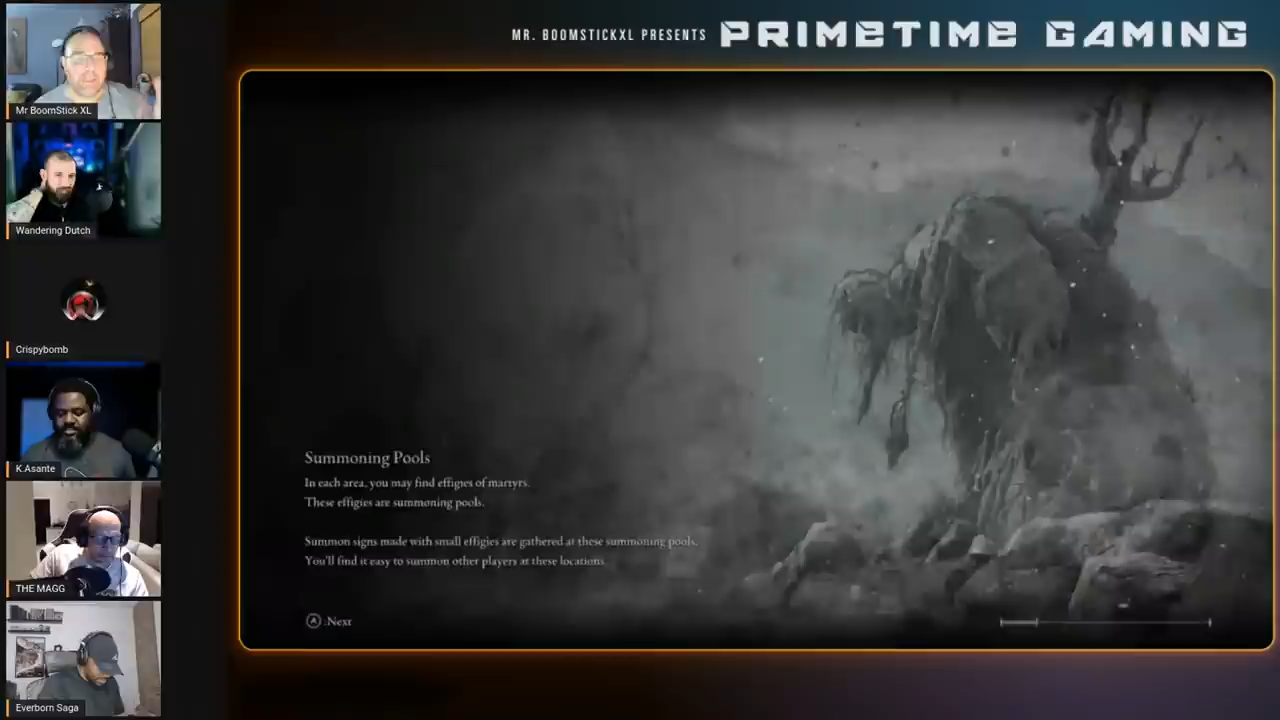 MR. BOOMSTICKXL PRESENTS PRIMETIME GAMING
Mr BoomStick XL
Wandering Dutch
Crispybomb
K.Asante
THE MAGG
Everborn Saga
Summoning Pools
In each area, you may find effigies of martyrs.
These effigies are summoning pools.
Summon signs made with small effigies are gathered at these summoning pools.
You'll find it easy to summon other players at these locations.
A :Next